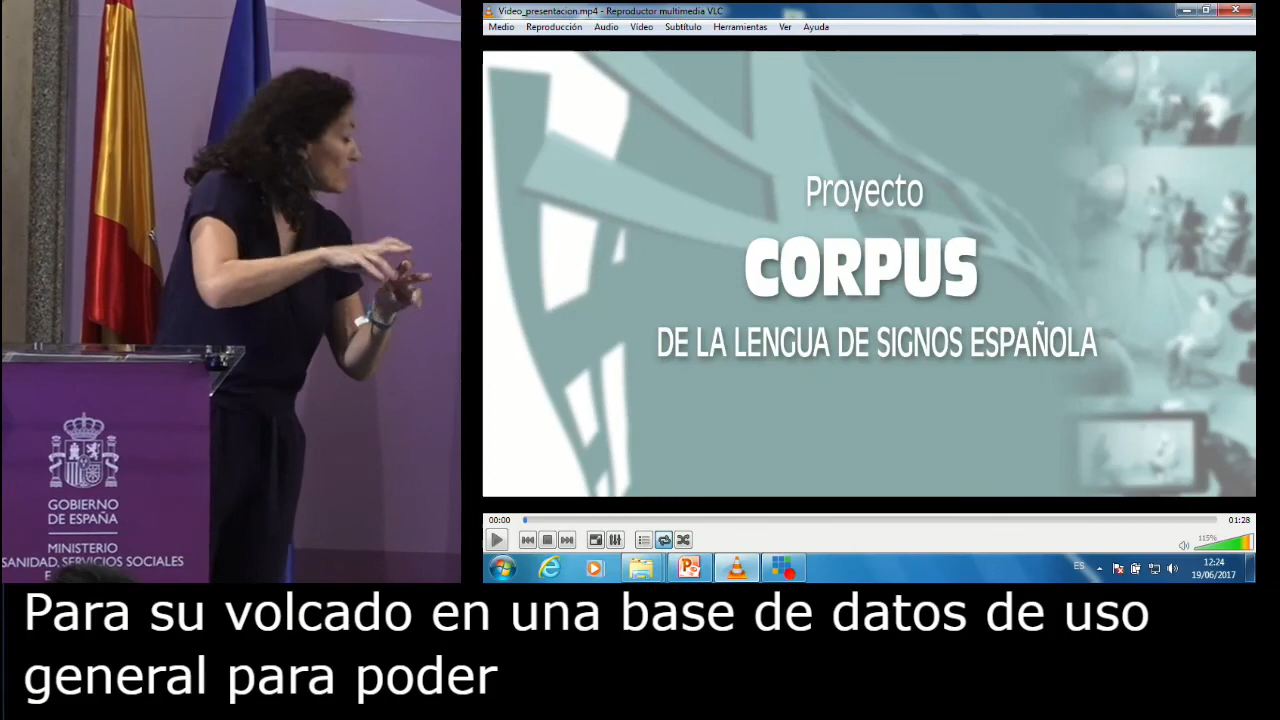 Video_presentacion.mp4 - Reproductor multimedia VLC
Medio Reproducción Audio Vídeo Subtítulo Herramientas Ver Ayuda
Proyecto
CORPUS
DE LA LENGUA DE SIGNOS ESPAÑOLA
00:00
01:28
115%
ES
12:24
19/06/2017
GOBIERNO
DE ESPAÑA
MINISTERIO
SANIDAD, SERVICIOS SOCIALES
E
Para su volcado en una base de datos de uso
general para poder